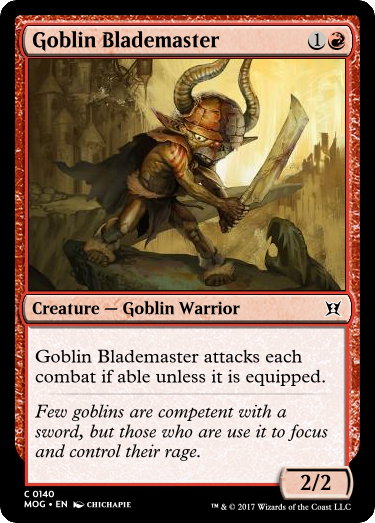 Goblin Blademaster 1
Creature — Goblin Warrior
Goblin Blademaster attacks each
combat if able unless it is equipped.
Few goblins are competent with a
sword, but those who are use it to focus
and control their rage.
2/2
C 0140
MOG • EN CHICHAPIE
™ & © 2017 Wizards of the Coast LLC